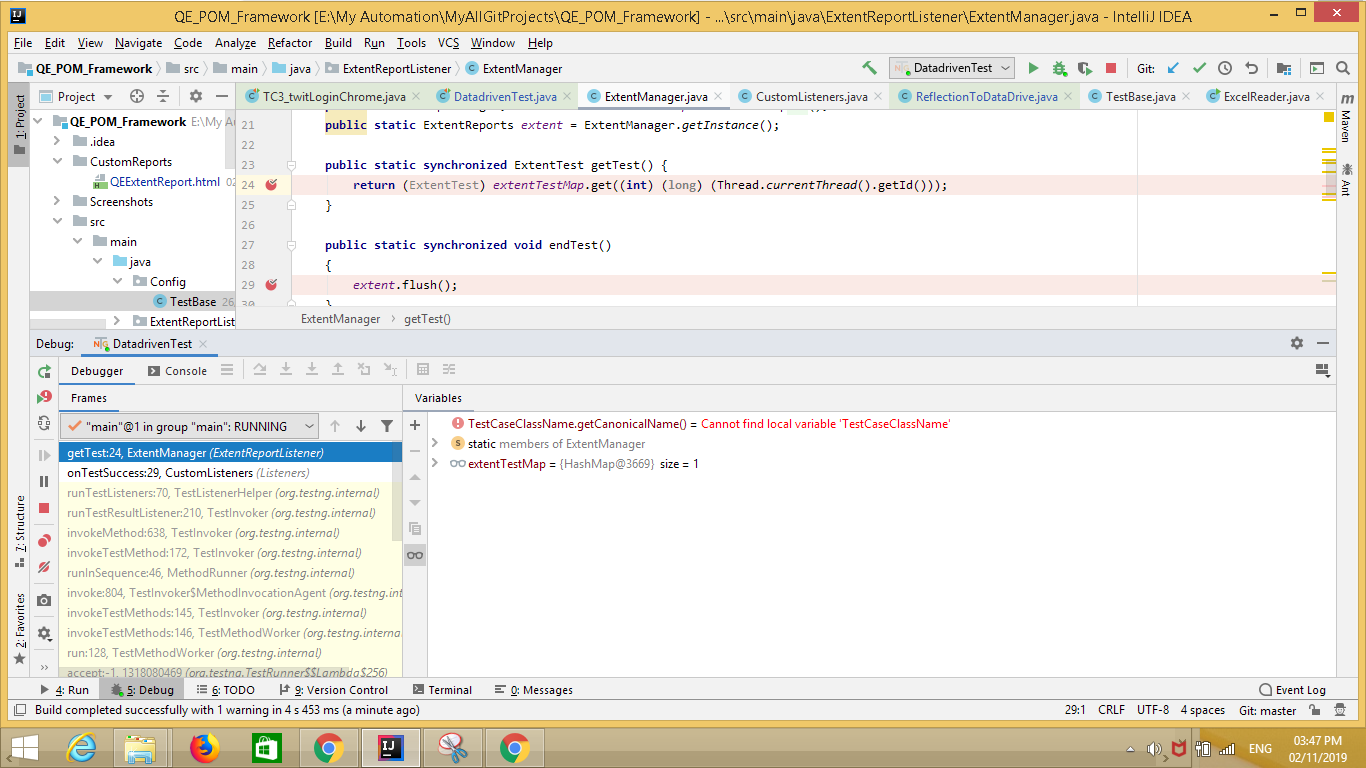 QE_POM_Framework [E:\My Automation\MyAllGitProjects\QE_POM_Framework] - ...\src\main\java\ExtentReportListener\ExtentManager.java - IntelliJ IDEA
File Edit View Navigate Code Analyze Refactor Build Run Tools VCS Window Help
QE_POM_Framework src main java ExtentReportListener ExtentManager DatadrivenTest Git:
1: Project
Project
TC3_twitLoginChrome.java DatadrivenTest.java ExtentManager.java CustomListeners.java ReflectionToDataDrive.java TestBase.java ExcelReader.java
Maven
Ant
QE_POM_Framework E:\My A
.idea
CustomReports
QEExtentReport.html 02
Screenshots
src
main
java
Config
TestBase 26
ExtentReportList
21 public static ExtentReports extent = ExtentManager.getInstance();
22
23 public static synchronized ExtentTest getTest() {
24 return (ExtentTest) extentTestMap.get((int) (long) (Thread.currentThread().getId()));
25 }
26
27 public static synchronized void endTest()
28 {
29 extent.flush();
30 }
ExtentManager getTest()
Debug: DatadrivenTest
Debugger Console
Frames
Variables
"main"@1 in group "main": RUNNING
getTest:24, ExtentManager (ExtentReportListener)
onTestSuccess:29, CustomListeners (Listeners)
runTestListeners:70, TestListenerHelper (org.testng.internal)
runTestResultListener:210, TestInvoker (org.testng.internal)
invokeMethod:638, TestInvoker (org.testng.internal)
invokeTestMethod:172, TestInvoker (org.testng.internal)
runInSequence:46, MethodRunner (org.testng.internal)
invoke:804, TestInvoker$MethodInvocationAgent (org.testng.int
invokeTestMethods:145, TestInvoker (org.testng.internal)
invokeTestMethods:146, TestMethodWorker (org.testng.interna
run:128, TestMethodWorker (org.testng.internal)
accept:-1, 1318080469 (org.testng.TestRunner$$Lambda$256)
TestCaseClassName.getCanonicalName() = Cannot find local variable 'TestCaseClassName'
static members of ExtentManager
extentTestMap = {HashMap@3669} size = 1
7: Structure
2: Favorites
4: Run 5: Debug 6: TODO 9: Version Control Terminal 0: Messages Event Log
Build completed successfully with 1 warning in 4 s 453 ms (a minute ago) 29:1 CRLF UTF-8 4 spaces Git: master
ENG
03:47 PM
02/11/2019